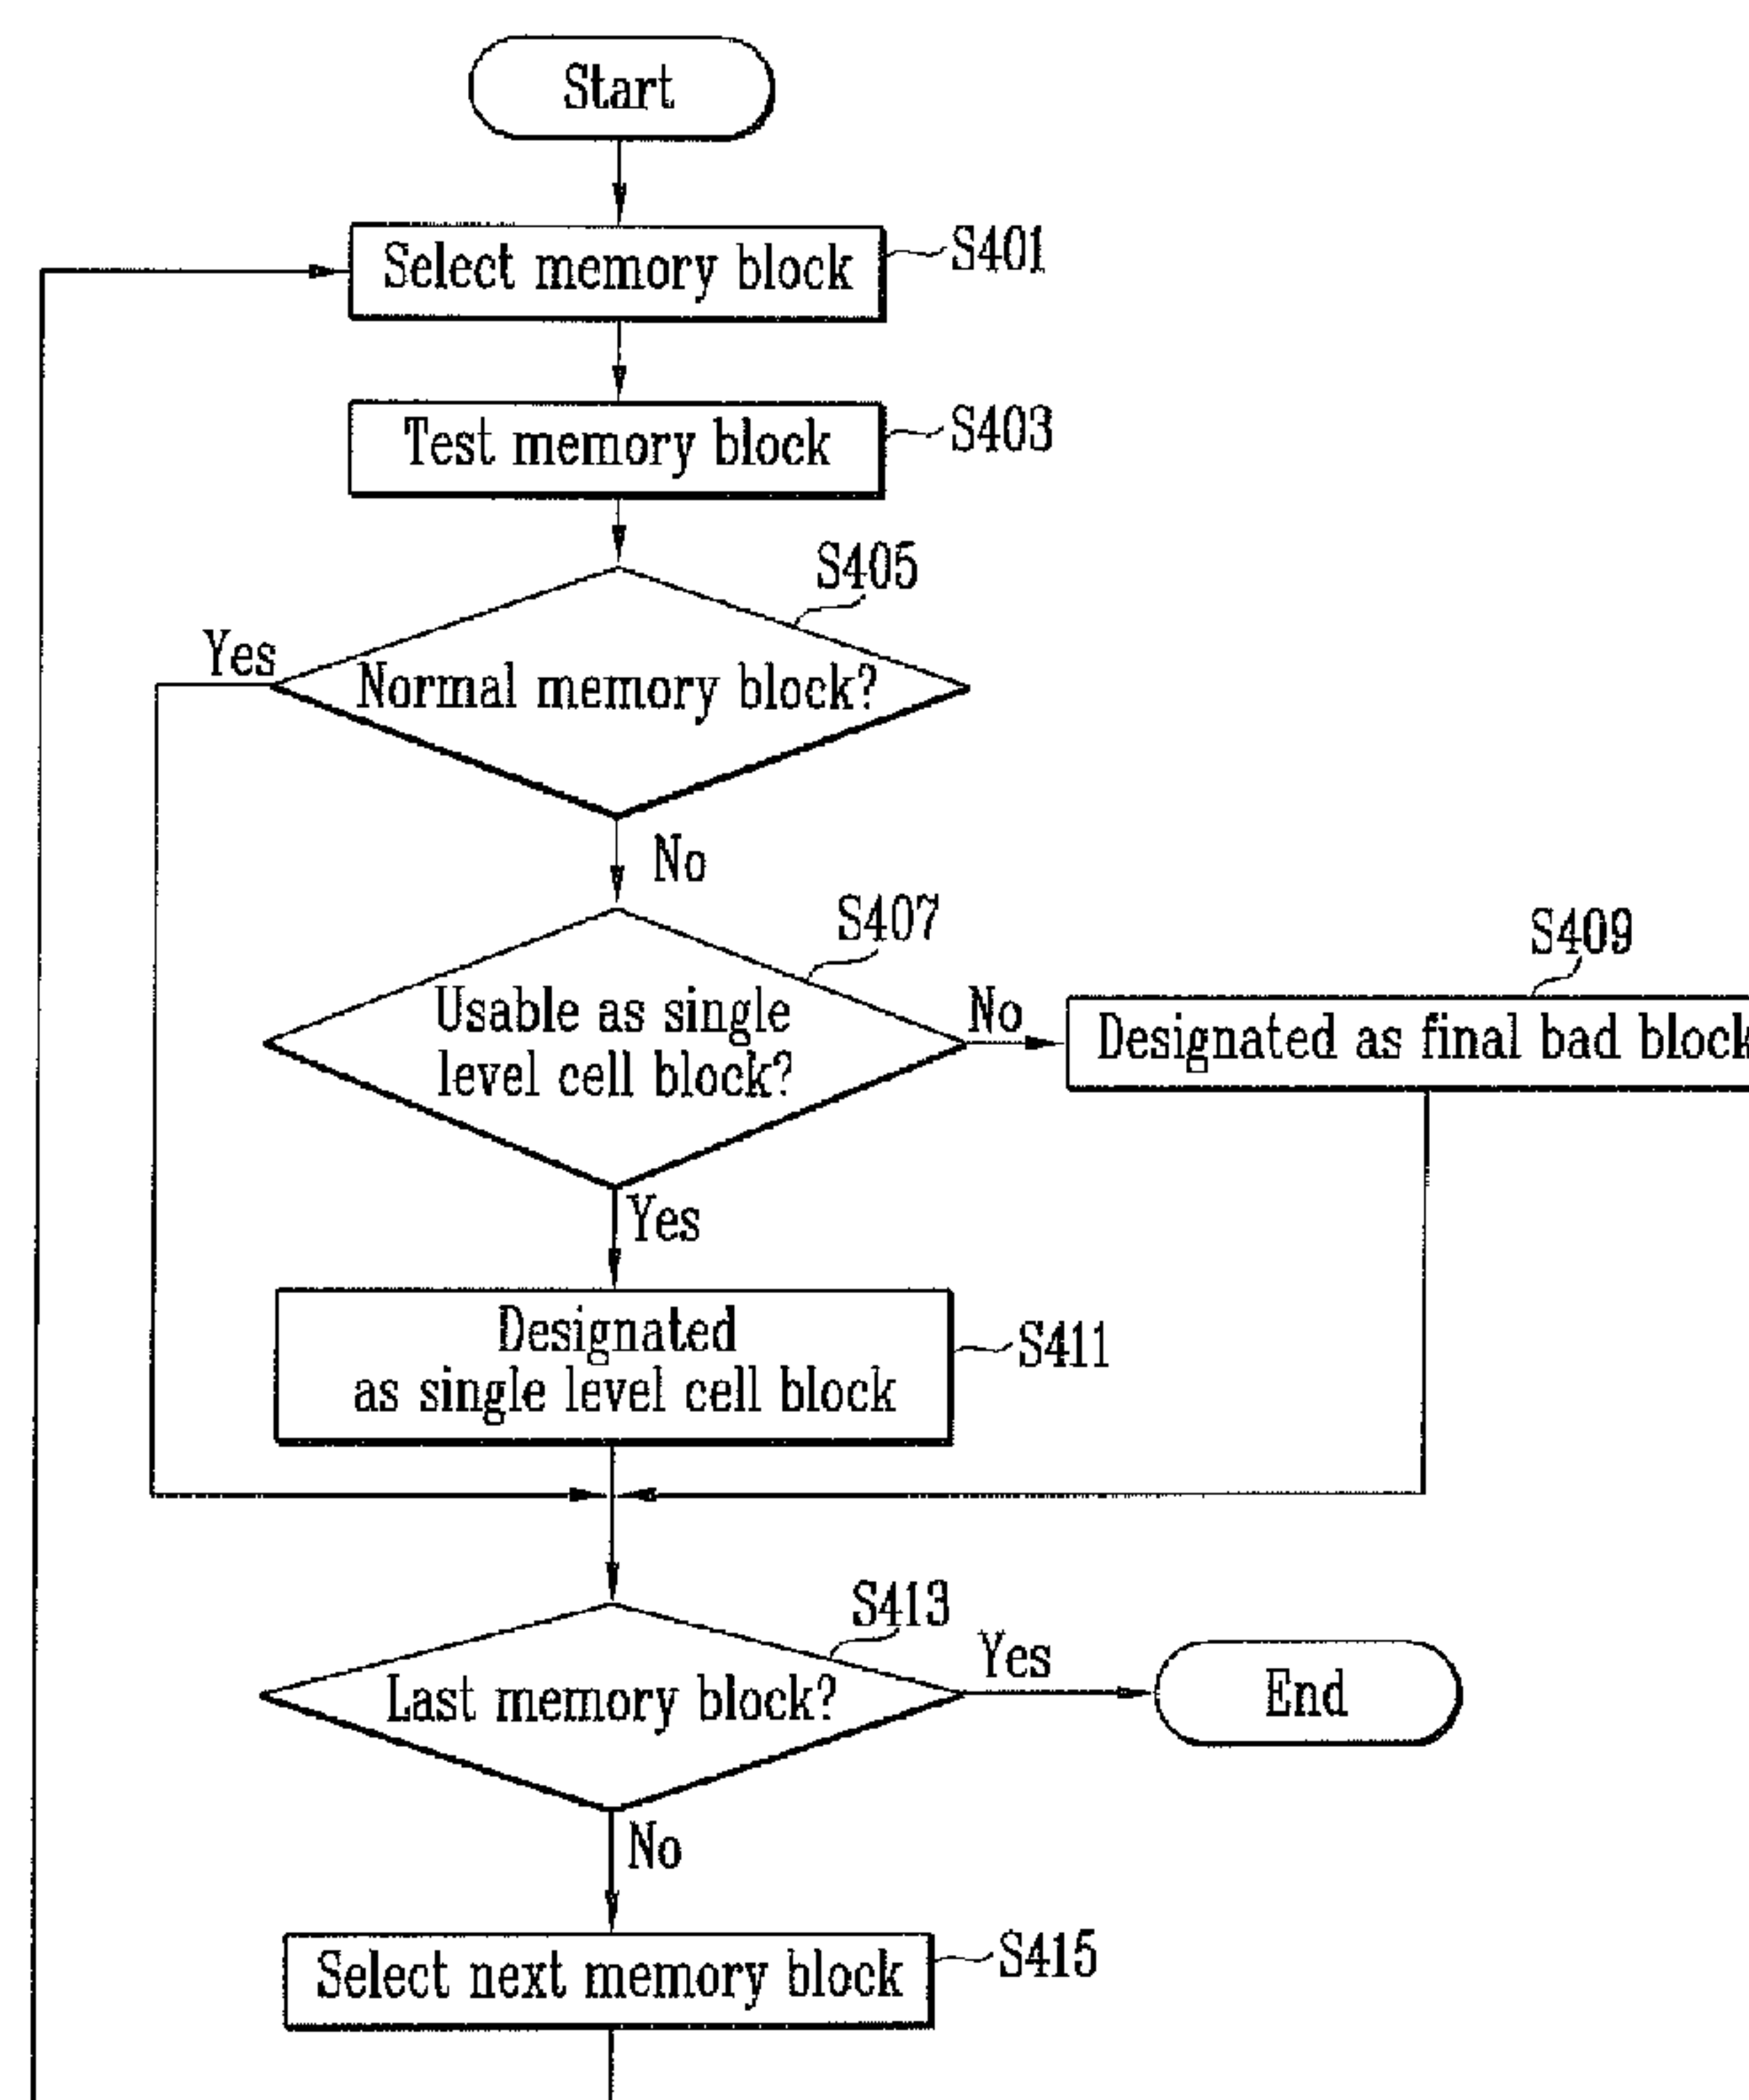 Start
Select memory block
S401
Test memory block
S403
S405
Yes
Normal memory block?
No
S407
S409
Usable as single
level cell block?
No
Designated as final bad block
Yes
Designated
as single level cell block
S411
S413
Last memory block?
Yes
End
No
Select next memory block
S415